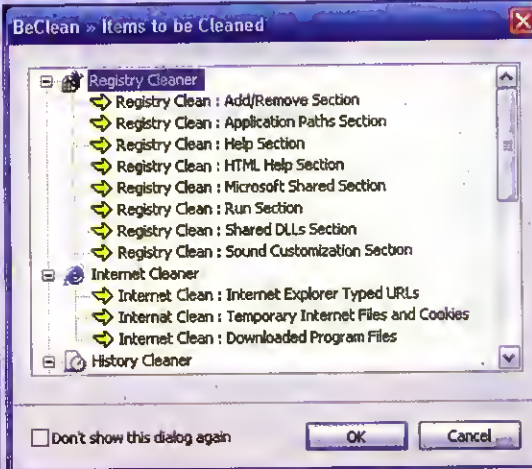 BeClean » Items to be Cleaned
Registry Cleaner
Registry Clean : Add/Remove Section
Registry Clean : Application Paths Section
Registry Clean : Help Section
Registry Clean : HTML Help Section
Registry Clean : Microsoft Shared Section
Registry Clean : Run Section
Registry Clean : Shared DLLs Section
Registry Clean : Sound Customization Section
Internet Cleaner
Internet Clean : Internet Explorer Typed URLs
Internet Clean : Temporary Internet Files and Cookies
Internet Clean : Downloaded Program Files
History Cleaner
Don't show this dialog again
OK
Cancel